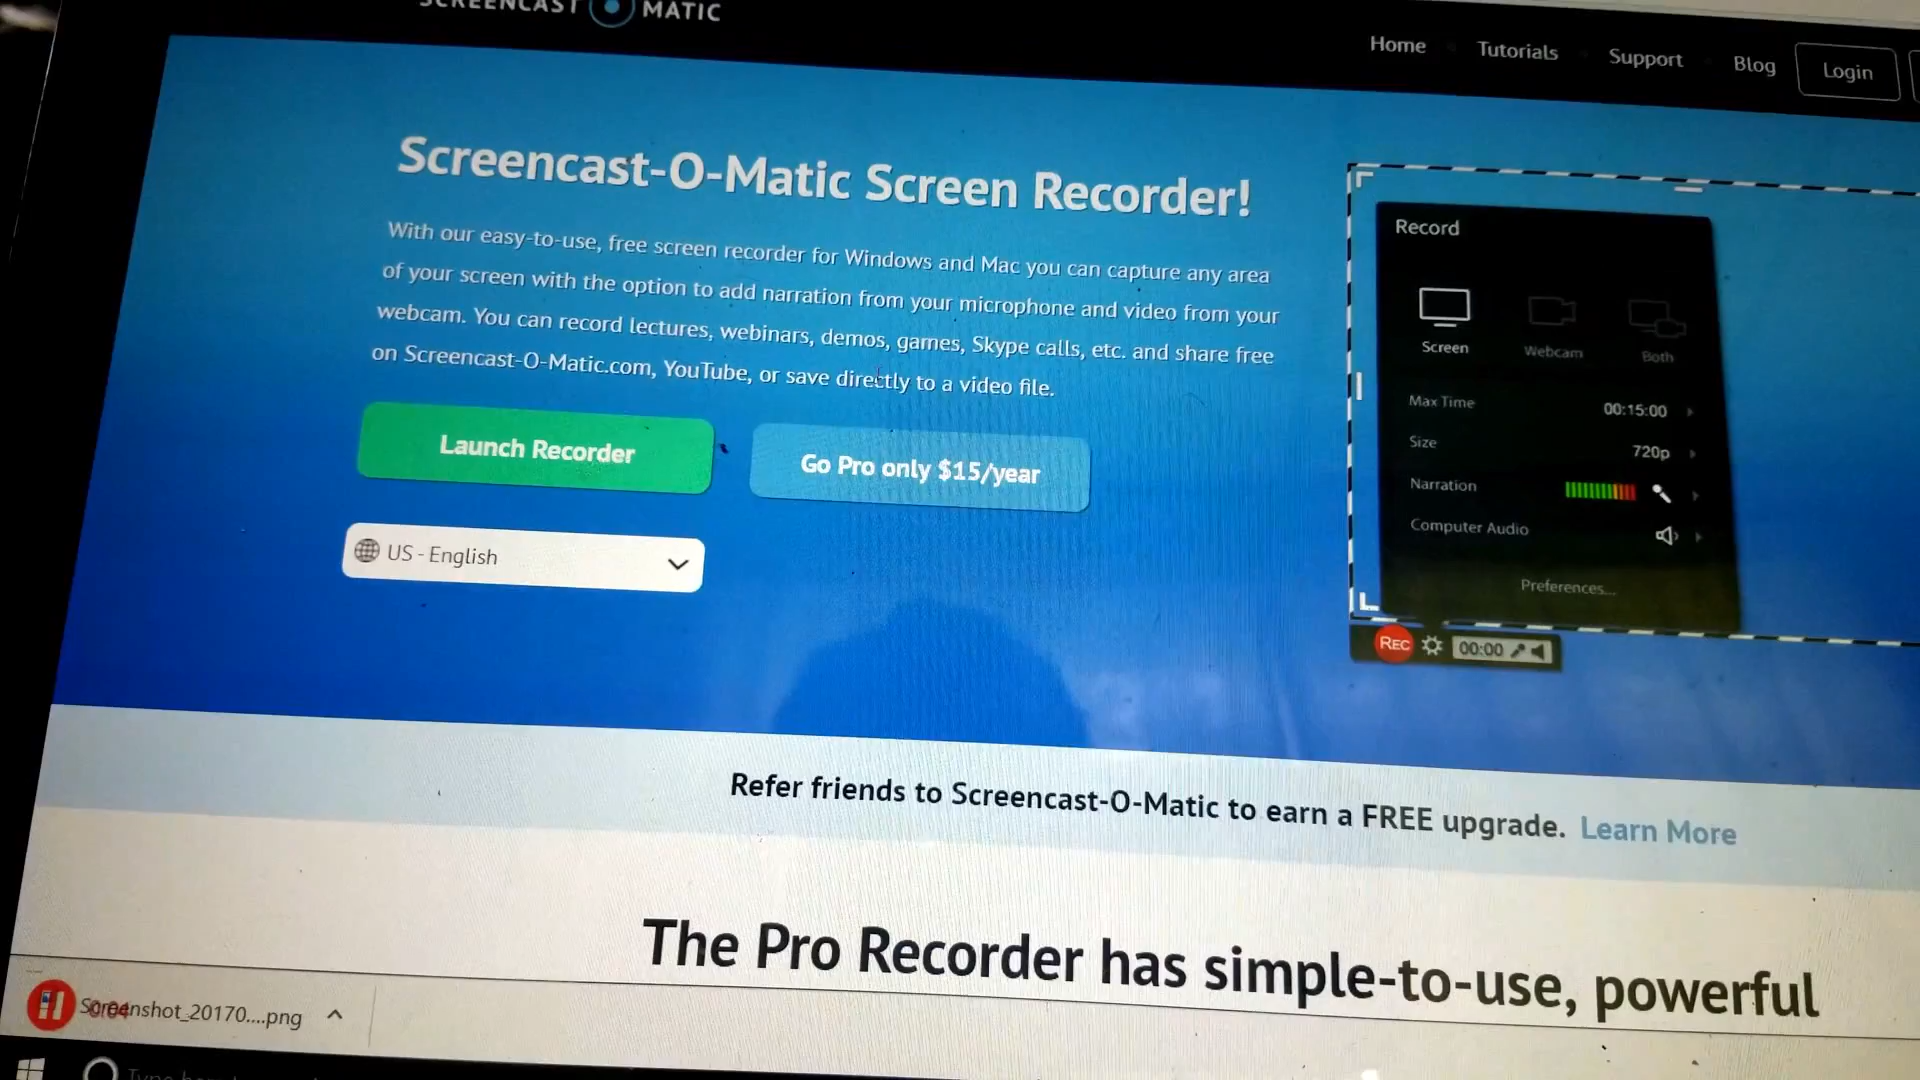 SCREENCAST MATIC
Home Tutorials Support Blog Login
Screencast-O-Matic Screen Recorder!
With our easy-to-use, free screen recorder for Windows and Mac you can capture any area
of your screen with the option to add narration from your microphone and video from your
webcam. You can record lectures, webinars, demos, games, Skype calls, etc. and share free
on Screencast-O-Matic.com, YouTube, or save directly to a video file.
Launch Recorder
Go Pro only $15/year
US - English
Record
Screen Webcam Both
Max Time 00:15:00
Size 720p
Narration
Computer Audio
Preferences...
REC 00:00
Refer friends to Screencast-O-Matic to earn a FREE upgrade. Learn More
The Pro Recorder has simple-to-use, powerful
Screenshot_20170....png
0:04
Type